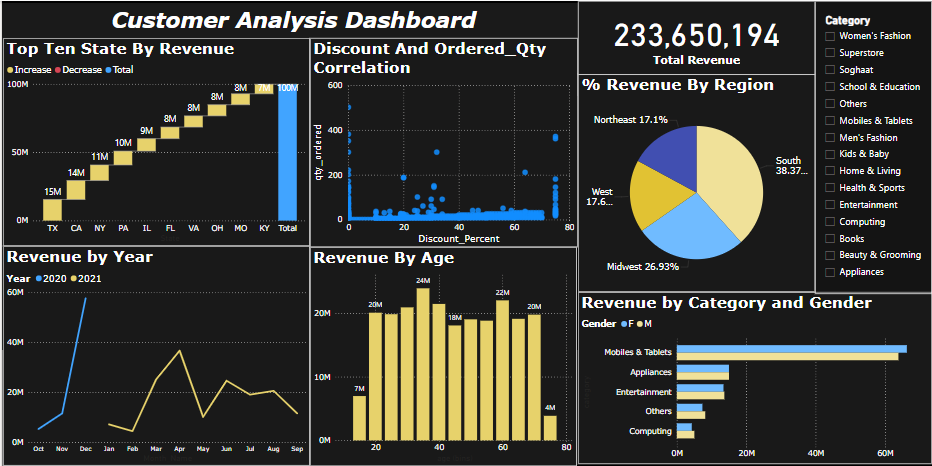 Customer Analysis Dashboard
Top Ten State By Revenue
Increase Decrease Total
100M
50M
0M
15M
14M
11M
10M
9M
8M
8M
8M
8M
7M
100M
TX CA NY PA IL FL VA OH MO KY Total
Discount And Ordered_Qty
Correlation
600
400
200
0
qty_ordered
0 20 40 60 80
Discount_Percent
233,650,194
Total Revenue
% Revenue By Region
Northeast 17.1%
South
38.37...
West
17.6...
Midwest 26.93%
Category
Women's Fashion
Superstore
Soghaat
School & Education
Others
Mobiles & Tablets
Men's Fashion
Kids & Baby
Home & Living
Health & Sports
Entertainment
Computing
Books
Beauty & Grooming
Appliances
Revenue by Year
Year 2020 2021
60M
40M
20M
0M
Oct Nov Dec Jan Feb Mar Apr May Jun Jul Aug Sep
Revenue By Age
20M
10M
0M
7M
20M
24M
18M
22M
20M
4M
20 40 60 80
Revenue by Category and Gender
Gender F M
Mobiles & Tablets
Appliances
Entertainment
Others
Computing
0M 20M 40M 60M